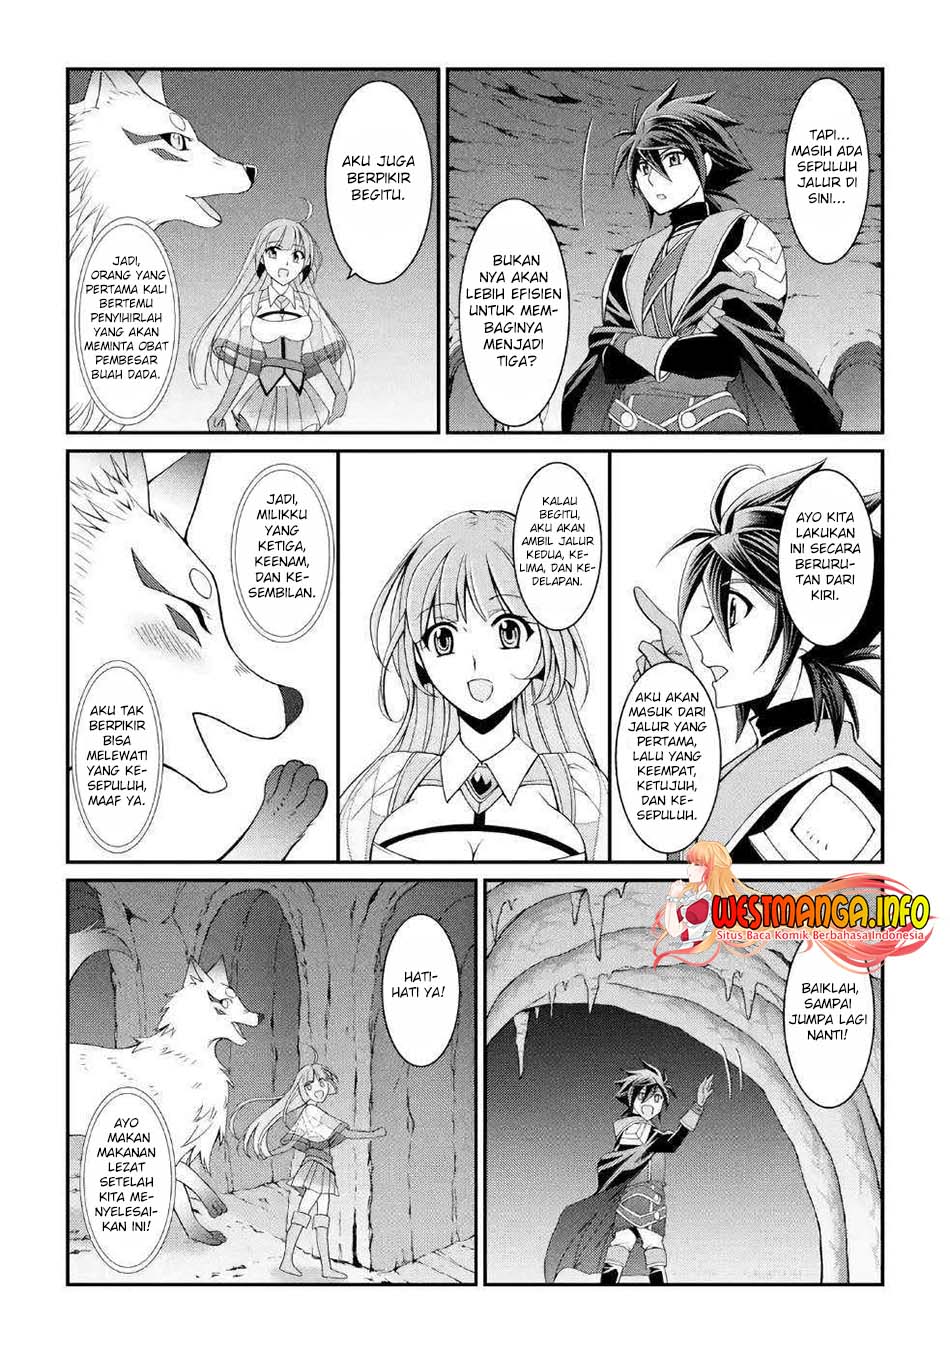 TAPI...
MASIH ADA
SEPULUH
JALUR DI
SINI...
BUKAN
NYA AKAN
LEBIH EFISIEN
UNTUK MEM-
BAGINYA
MENJADI
TIGA?
AKU JUGA
BERPIKIR
BEGITU.
JADI,
ORANG YANG
PERTAMA KALI
BERTEMU
PENYIHIRLAH
YANG AKAN
MEMINTA OBAT
PEMBESAR
BUAH DADA.
AYO KITA
LAKUKAN
INI SECARA
BERURU-
TAN DARI
KIRI.
AKU AKAN
MASUK DARI
JALUR YANG
PERTAMA,
LALU YANG
KEEMPAT,
KETUJUH,
DAN KE-
SEPULUH.
KALAU
BEGITU,
AKU AKAN
AMBIL JALUR
KEDUA, KE-
LIMA, DAN KE-
DELAPAN.
JADI,
MILIKKU
YANG
KETIGA,
KEENAM,
DAN KE-
SEMBILAN.
AKU TAK
BERPIKIR
BISA
MELEWATI
YANG KE-
SEPULUH,
MAAF YA.
WESTMANGA.INFO
Situs Baca Komik Berbahasa Indonesia
BAIKLAH,
SAMPAI
JUMPA LAGI
NANTI!
HATI-
HATI YA!
AYO
MAKAN
MAKANAN
LEZAT
SETELAH
KITA ME-
NYELESAI-
KAN INI!